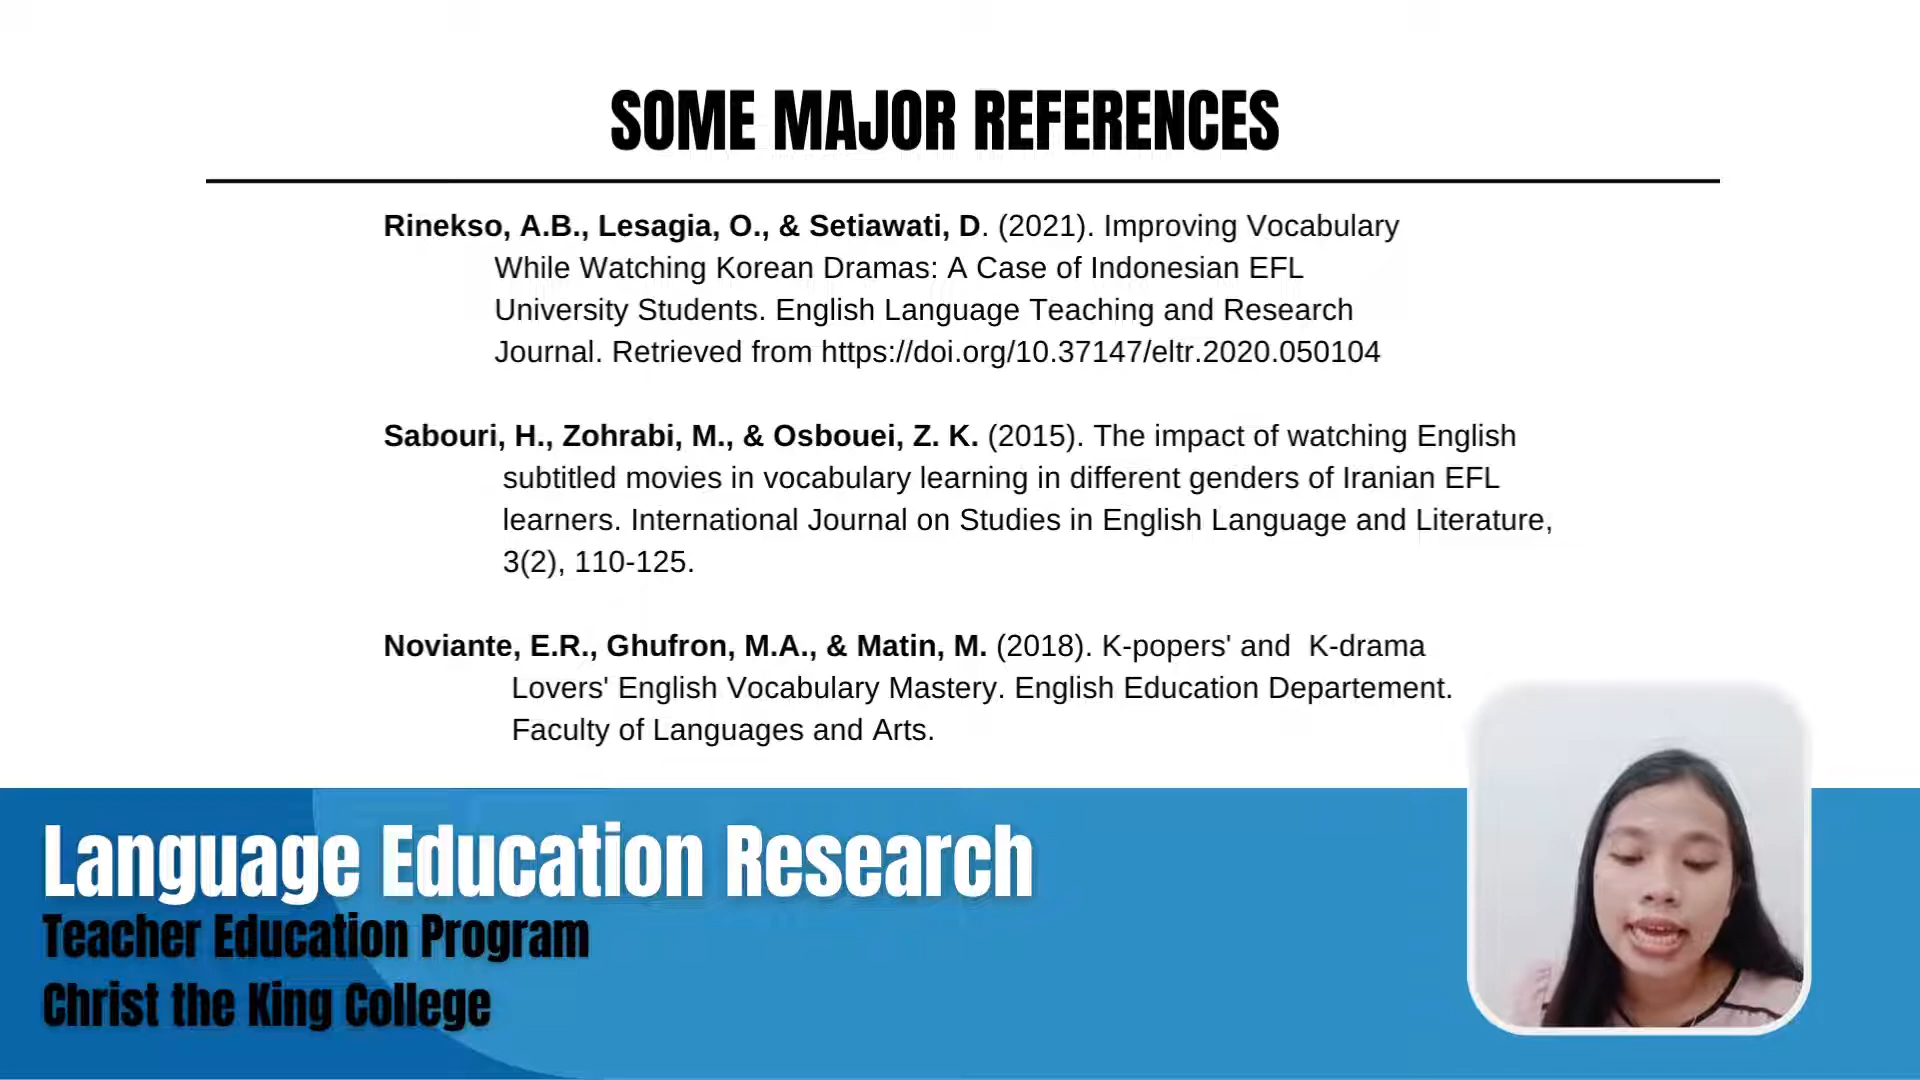 SOME MAJOR REFERENCES
Rinekso, A.B., Lesagia, O., & Setiawati, D. (2021). Improving Vocabulary
While Watching Korean Dramas: A Case of Indonesian EFL
University Students. English Language Teaching and Research
Journal. Retrieved from https://doi.org/10.37147/eltr.2020.050104
Sabouri, H., Zohrabi, M., & Osbouei, Z. K. (2015). The impact of watching English
subtitled movies in vocabulary learning in different genders of Iranian EFL
learners. International Journal on Studies in English Language and Literature,
3(2), 110-125.
Noviante, E.R., Ghufron, M.A., & Matin, M. (2018). K-popers' and  K-drama
Lovers' English Vocabulary Mastery. English Education Departement.
Faculty of Languages and Arts.
Language Education Research
Teacher Education Program
Christ the King College